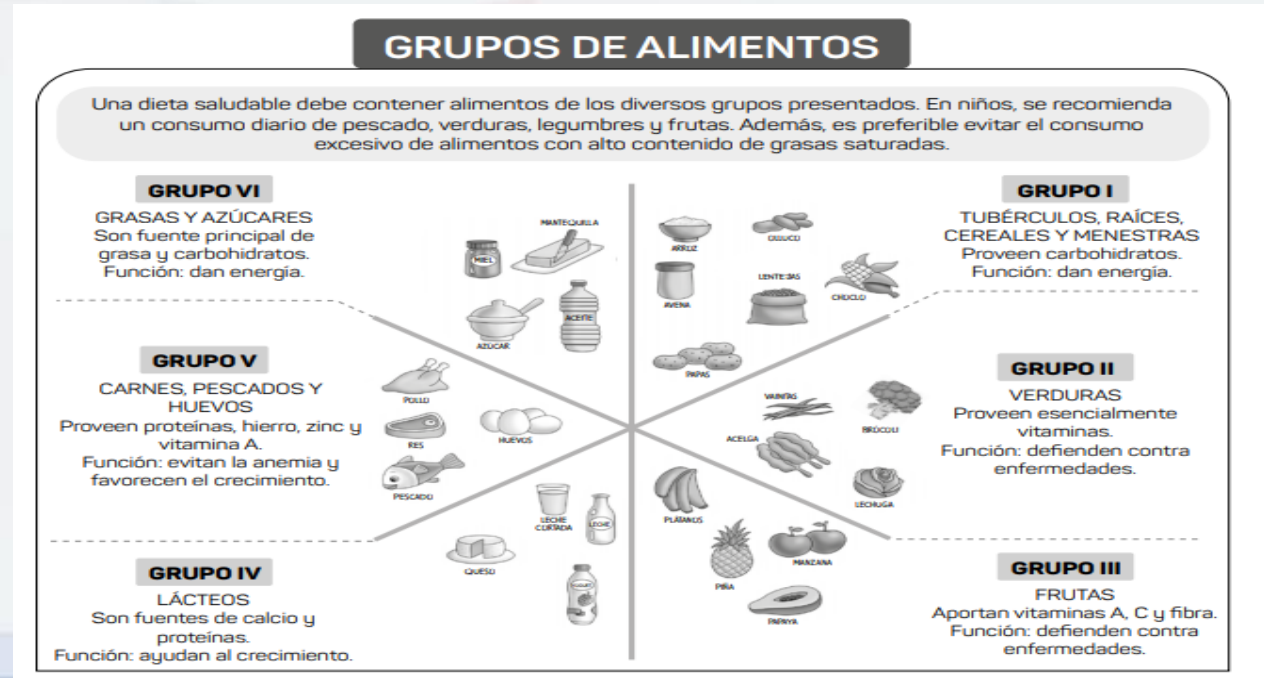 GRUPOS DE ALIMENTOS
Una dieta saludable debe contener alimentos de los diversos grupos presentados. En niños, se recomienda
un consumo diario de pescado, verduras, legumbres y frutas. Además, es preferible evitar el consumo
excesivo de alimentos con alto contenido de grasas saturadas.
GRUPO VI
GRASAS Y AZÚCARES
Son fuente principal de
grasa y carbohidratos.
Función: dan energía.
MANTEQUILLA
MIEL
ACEITE
AZÚCAR
GRUPO I
TUBÉRCULOS, RAÍCES,
CEREALES Y MENESTRAS
Proveen carbohidratos.
Función: dan energía.
ARROZ
OLLUCO
LENTEJAS
AVENA
CHOCLO
PAPAS
GRUPO V
CARNES, PESCADOS Y
HUEVOS
Proveen proteínas, hierro, zinc y
vitamina A.
Función: evitan la anemia y
favorecen el crecimiento.
POLLO
RES
HUEVOS
PESCADO
GRUPO II
VERDURAS
Proveen esencialmente
vitaminas.
Función: defienden contra
enfermedades.
VAINITAS
BRÓCOLI
ACELGA
LECHUGA
GRUPO IV
LÁCTEOS
Son fuentes de calcio y
proteínas.
Función: ayudan al crecimiento.
LECHE
CORTADA
LECHE
QUESO
GRUPO III
FRUTAS
Aportan vitaminas A, C y fibra.
Función: defienden contra
enfermedades.
PLÁTANOS
MANZANA
PIÑA
PAPAYA